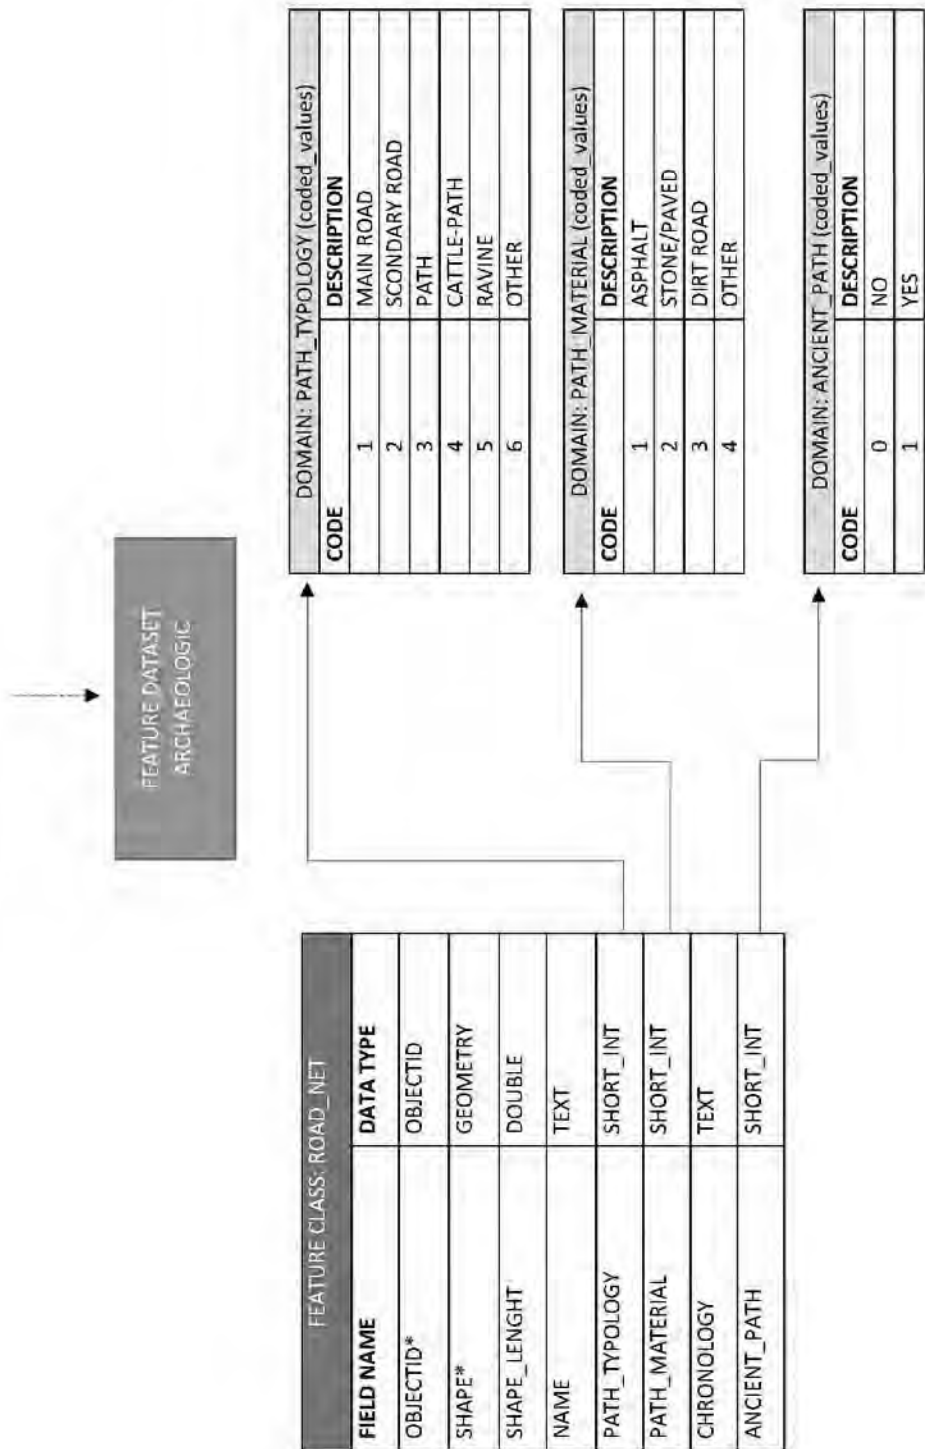 FEATURE DATASET
ARCHAEOLOGIC
FEATURE CLASS: ROAD_NET
FIELD NAME DATA TYPE
OBJECTID* OBJECTID
SHAPE* GEOMETRY
SHAPE_LENGHT DOUBLE
NAME TEXT
PATH_TYPOLOGY SHORT_INT
PATH_MATERIAL SHORT_INT
CHRONOLOGY TEXT
ANCIENT_PATH SHORT_INT
DOMAIN: PATH_TYPOLOGY (coded_values)
CODE DESCRIPTION
1 MAIN ROAD
2 SCONDARY ROAD
3 PATH
4 CATTLE-PATH
5 RAVINE
6 OTHER
DOMAIN: PATH_MATERIAL (coded_values)
CODE DESCRIPTION
1 ASPHALT
2 STONE/PAVED
3 DIRT ROAD
4 OTHER
DOMAIN: ANCIENT_PATH (coded_values)
CODE DESCRIPTION
0 NO
1 YES